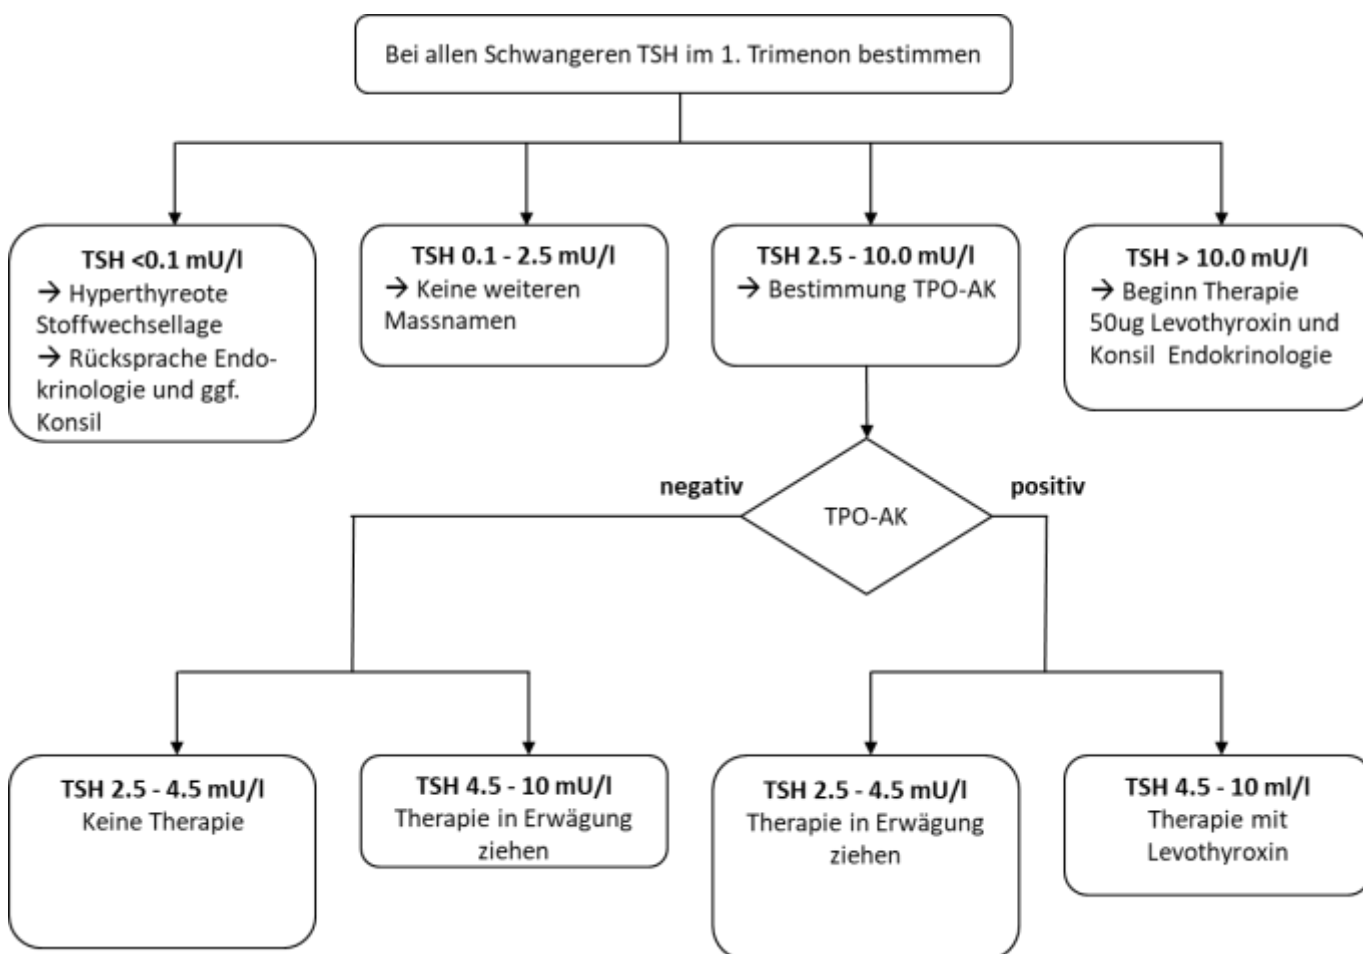 Bei allen Schwangeren TSH im 1. Trimenon bestimmen
TSH <0.1 mU/l
→ Hyperthyreote
Stoffwechsellage
→ Rücksprache Endo-
krinologie und ggf.
Konsil
TSH 0.1 - 2.5 mU/l
→ Keine weiteren
Massnamen
TSH 2.5 - 10.0 mU/l
→ Bestimmung TPO-AK
TSH > 10.0 mU/l
→ Beginn Therapie
50ug Levothyroxin und
Konsil Endokrinologie
negativ
TPO-AK
positiv
TSH 2.5 - 4.5 mU/l
Keine Therapie
TSH 4.5 - 10 mU/l
Therapie in Erwägung
ziehen
TSH 2.5 - 4.5 mU/l
Therapie in Erwägung
ziehen
TSH 4.5 - 10 ml/l
Therapie mit
Levothyroxin